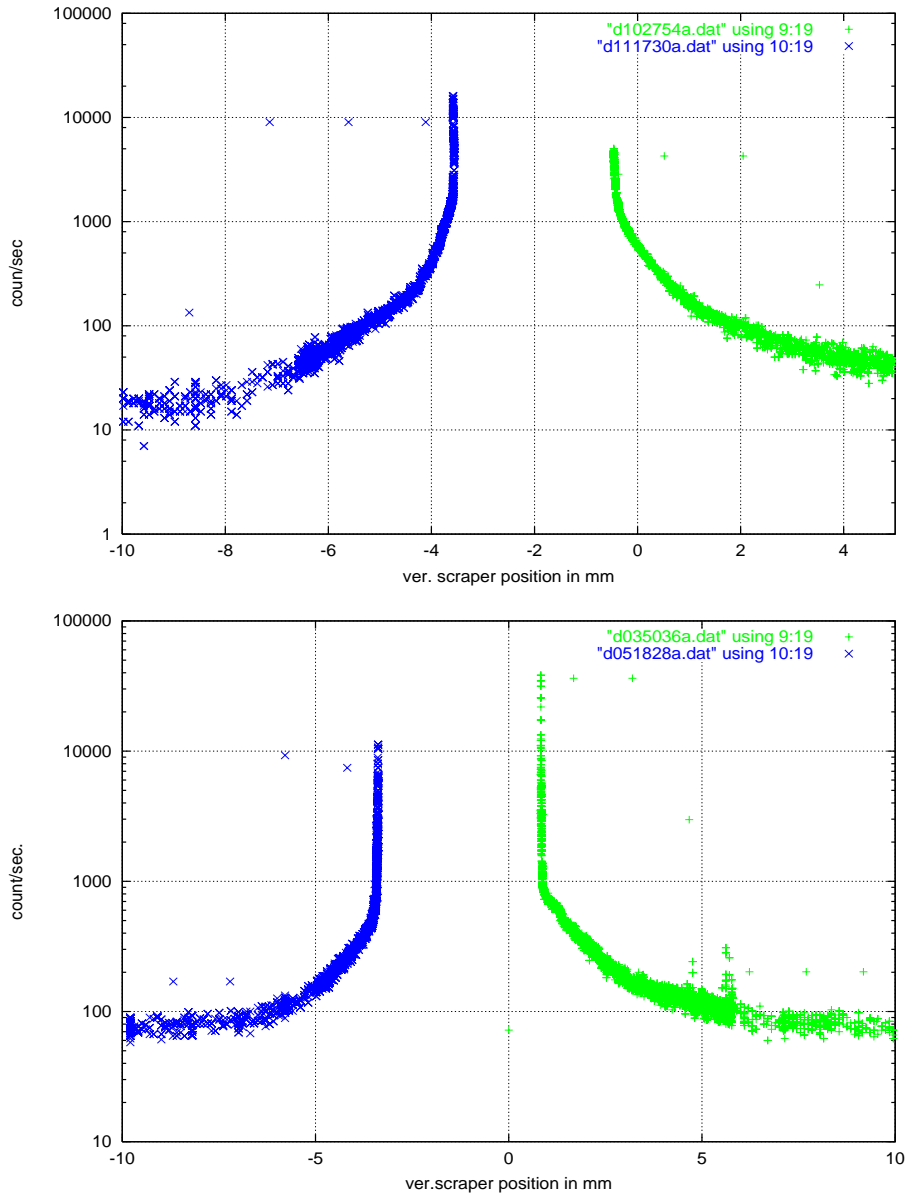 100000
"d102754a.dat" using 9:19
"d111730a.dat" using 10:19
10000
1000
coun/sec
100
10
1
-10 -8 -6 -4 -2 0 2 4
ver. scraper position in mm
100000
"d035036a.dat" using 9:19
"d051828a.dat" using 10:19
10000
count/sec.
1000
100
10
-10 -5 0 5 10
ver.scraper position in mm